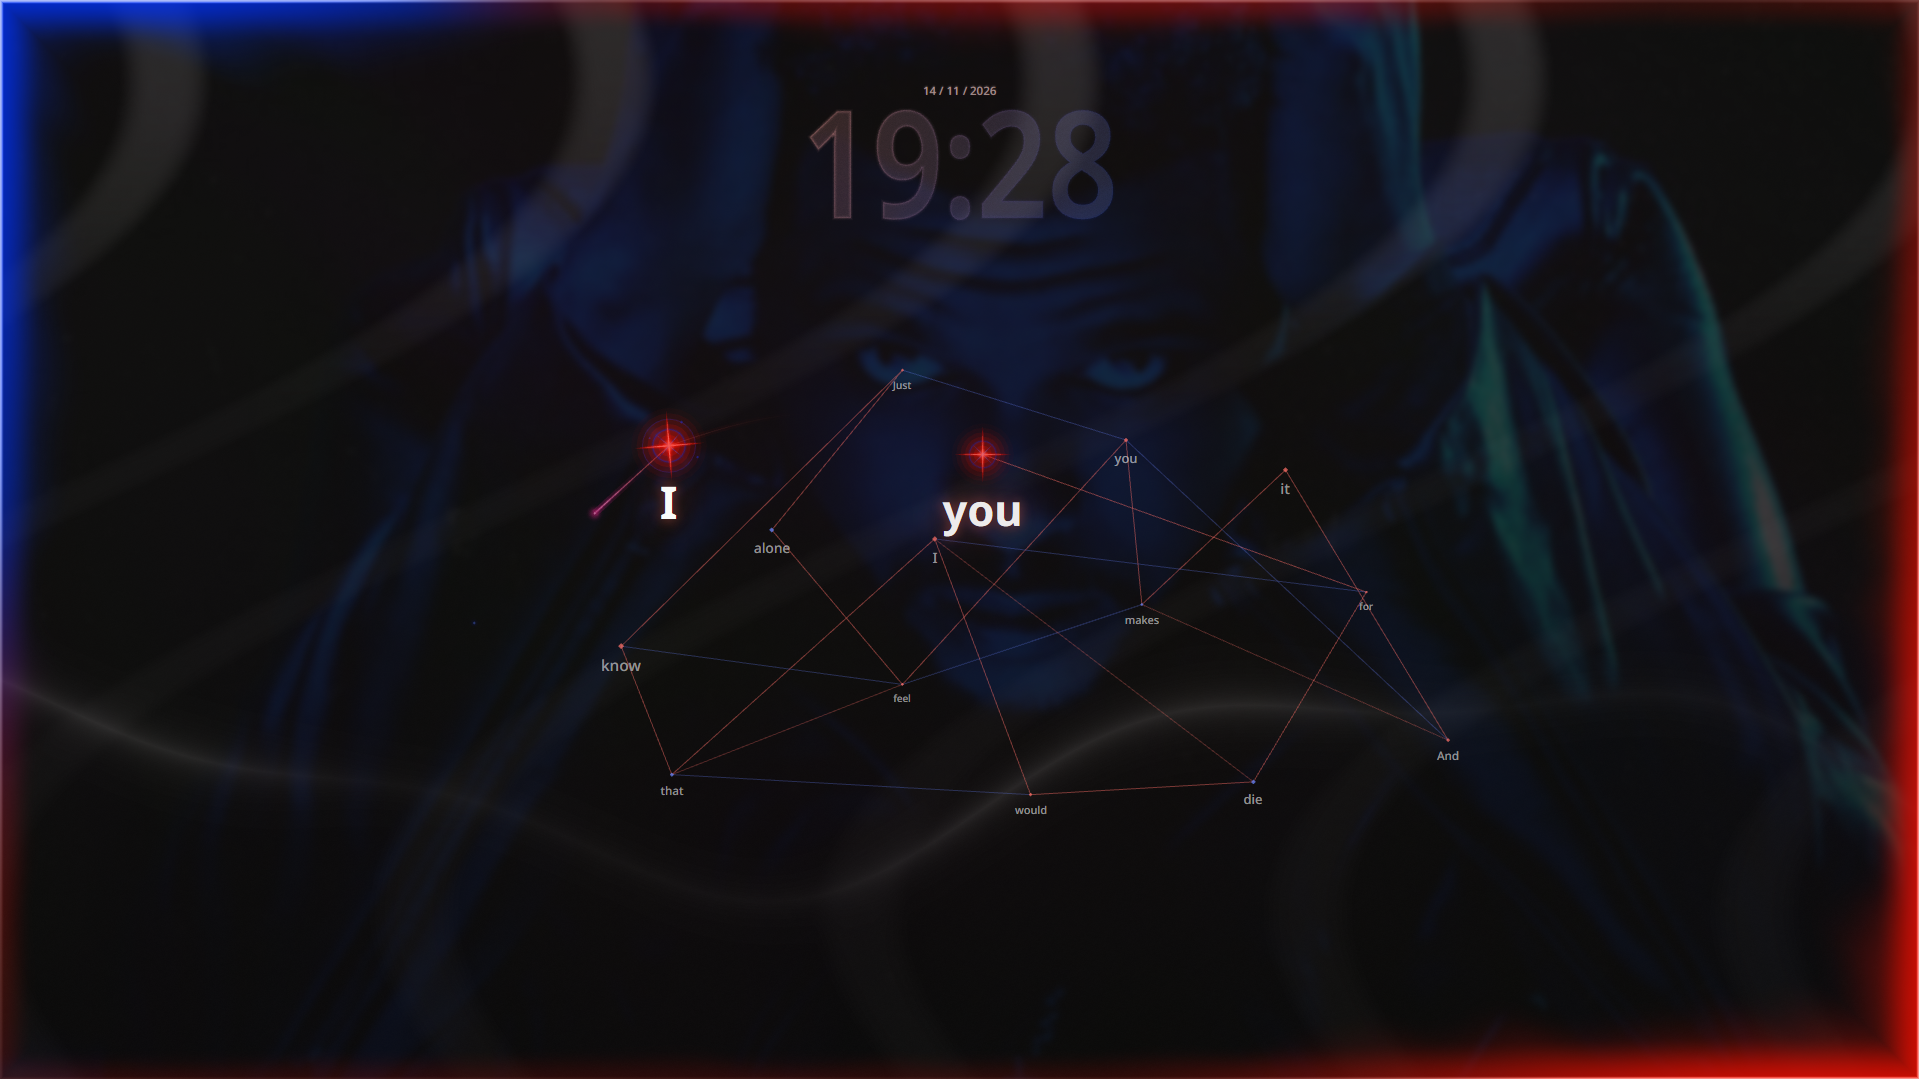 14 / 11 / 2026
19:28
Just
you
it
I
you
alone
I
for
makes
know
feel
And
that
would
die